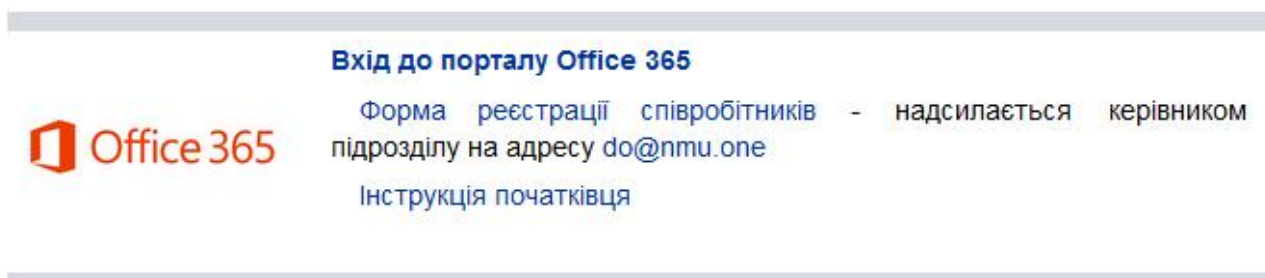 Вхід до порталу Office 365
Форма реєстрації співробітників - надсилається керівником
Office 365
підрозділу на адресу do@nmu.one
Інструкція початківця